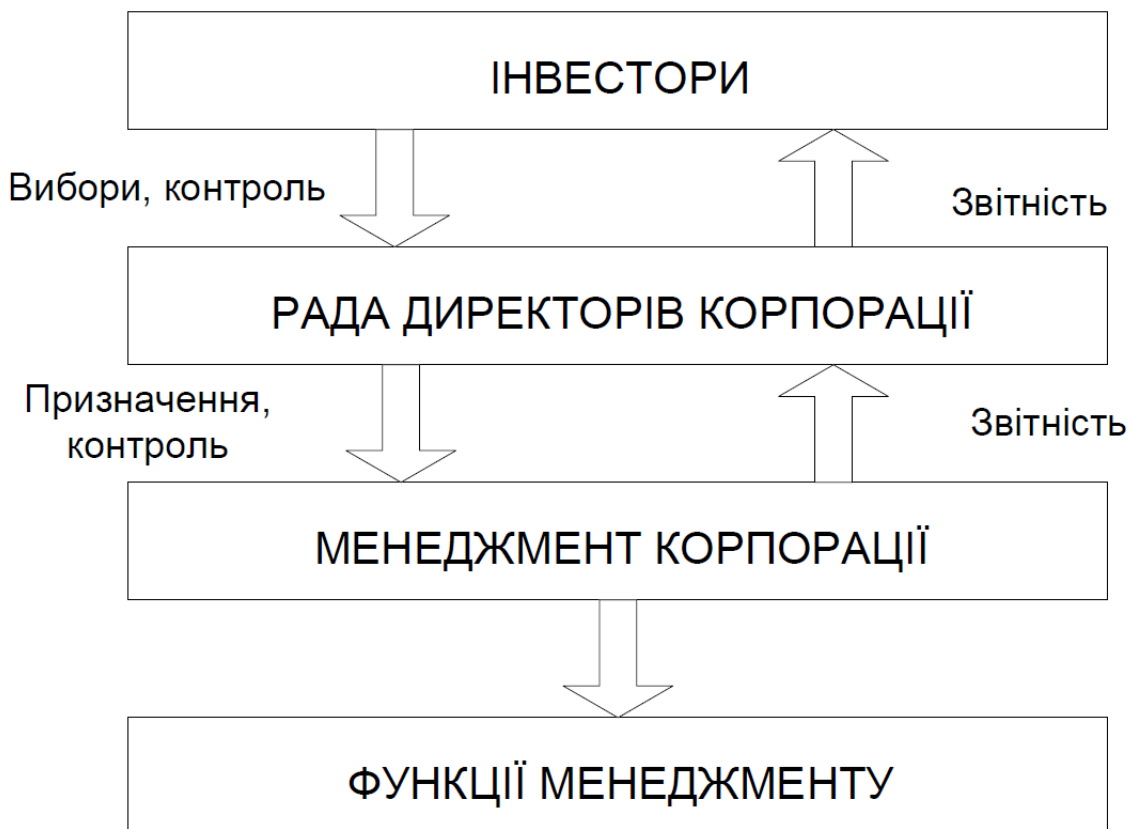 ІНВЕСТОРИ
Вибори, контроль
Звітність
РАДА ДИРЕКТОРІВ КОРПОРАЦІЇ
Призначення,
контроль
Звітність
МЕНЕДЖМЕНТ КОРПОРАЦІЇ
ФУНКЦІЇ МЕНЕДЖМЕНТУ